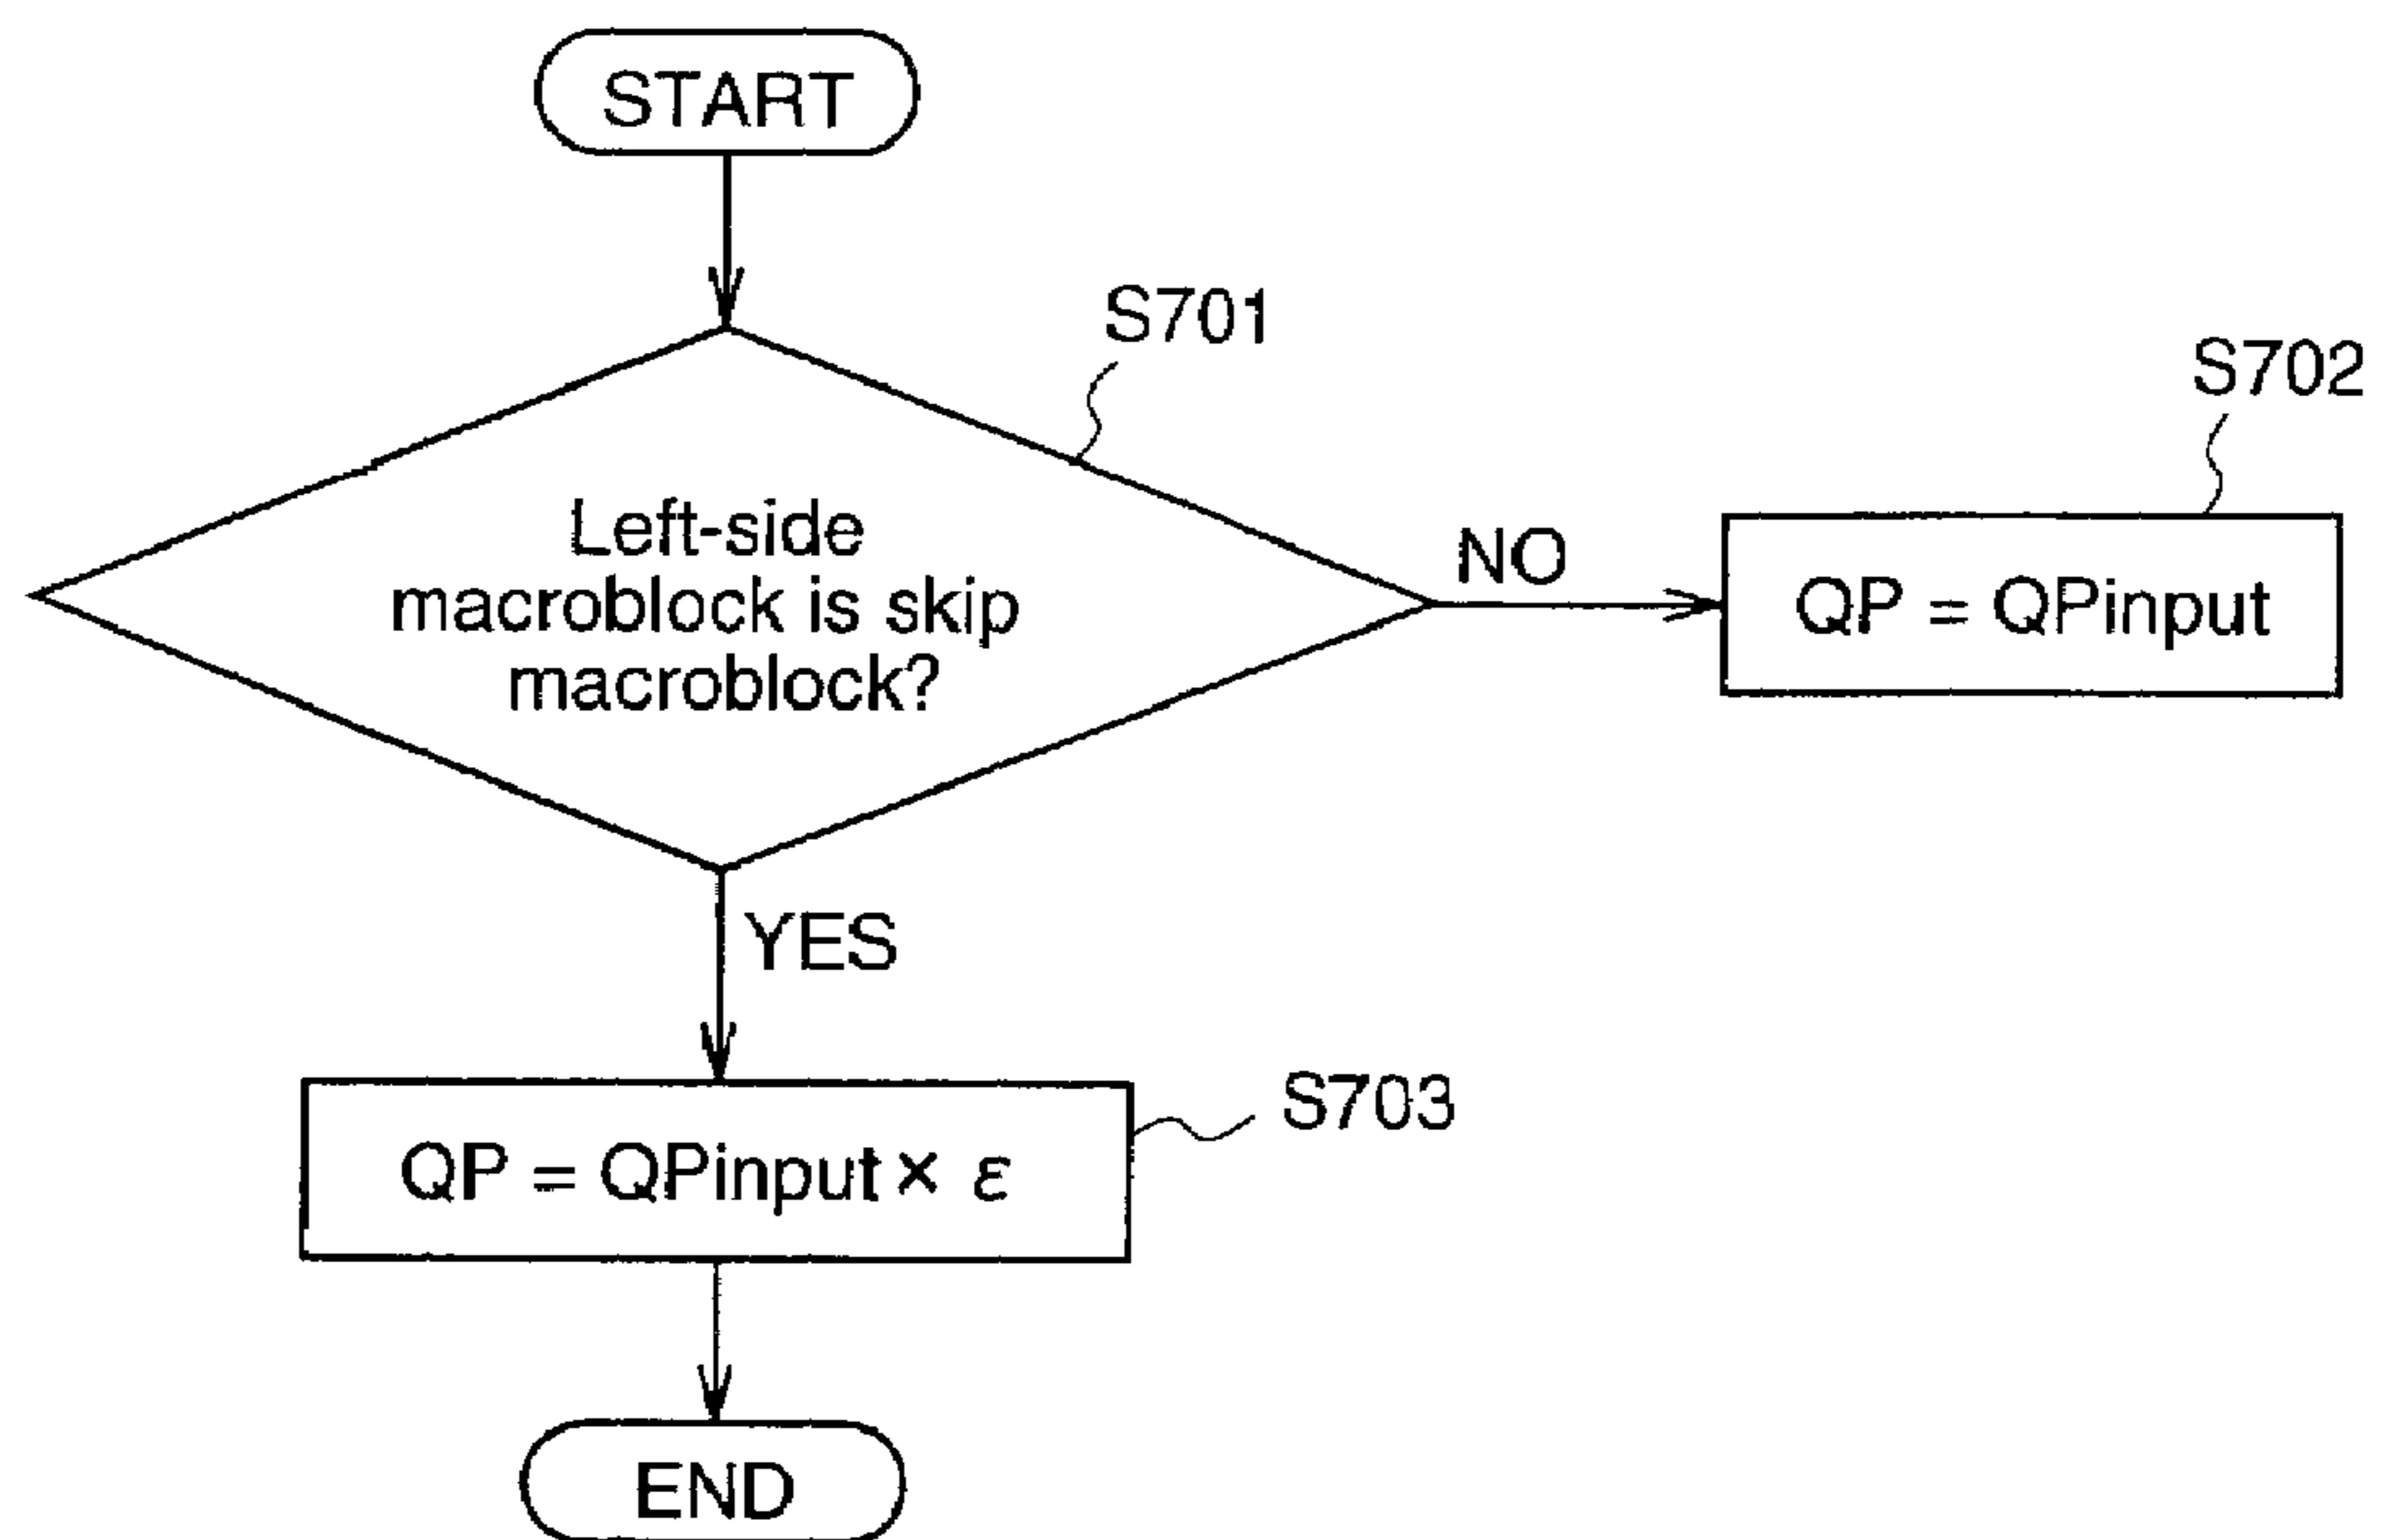 START
S701
S702
Left-side
macroblock is skip
macroblock?
NO
QP = QPinput
YES
S703
QP = QPinput × ε
END